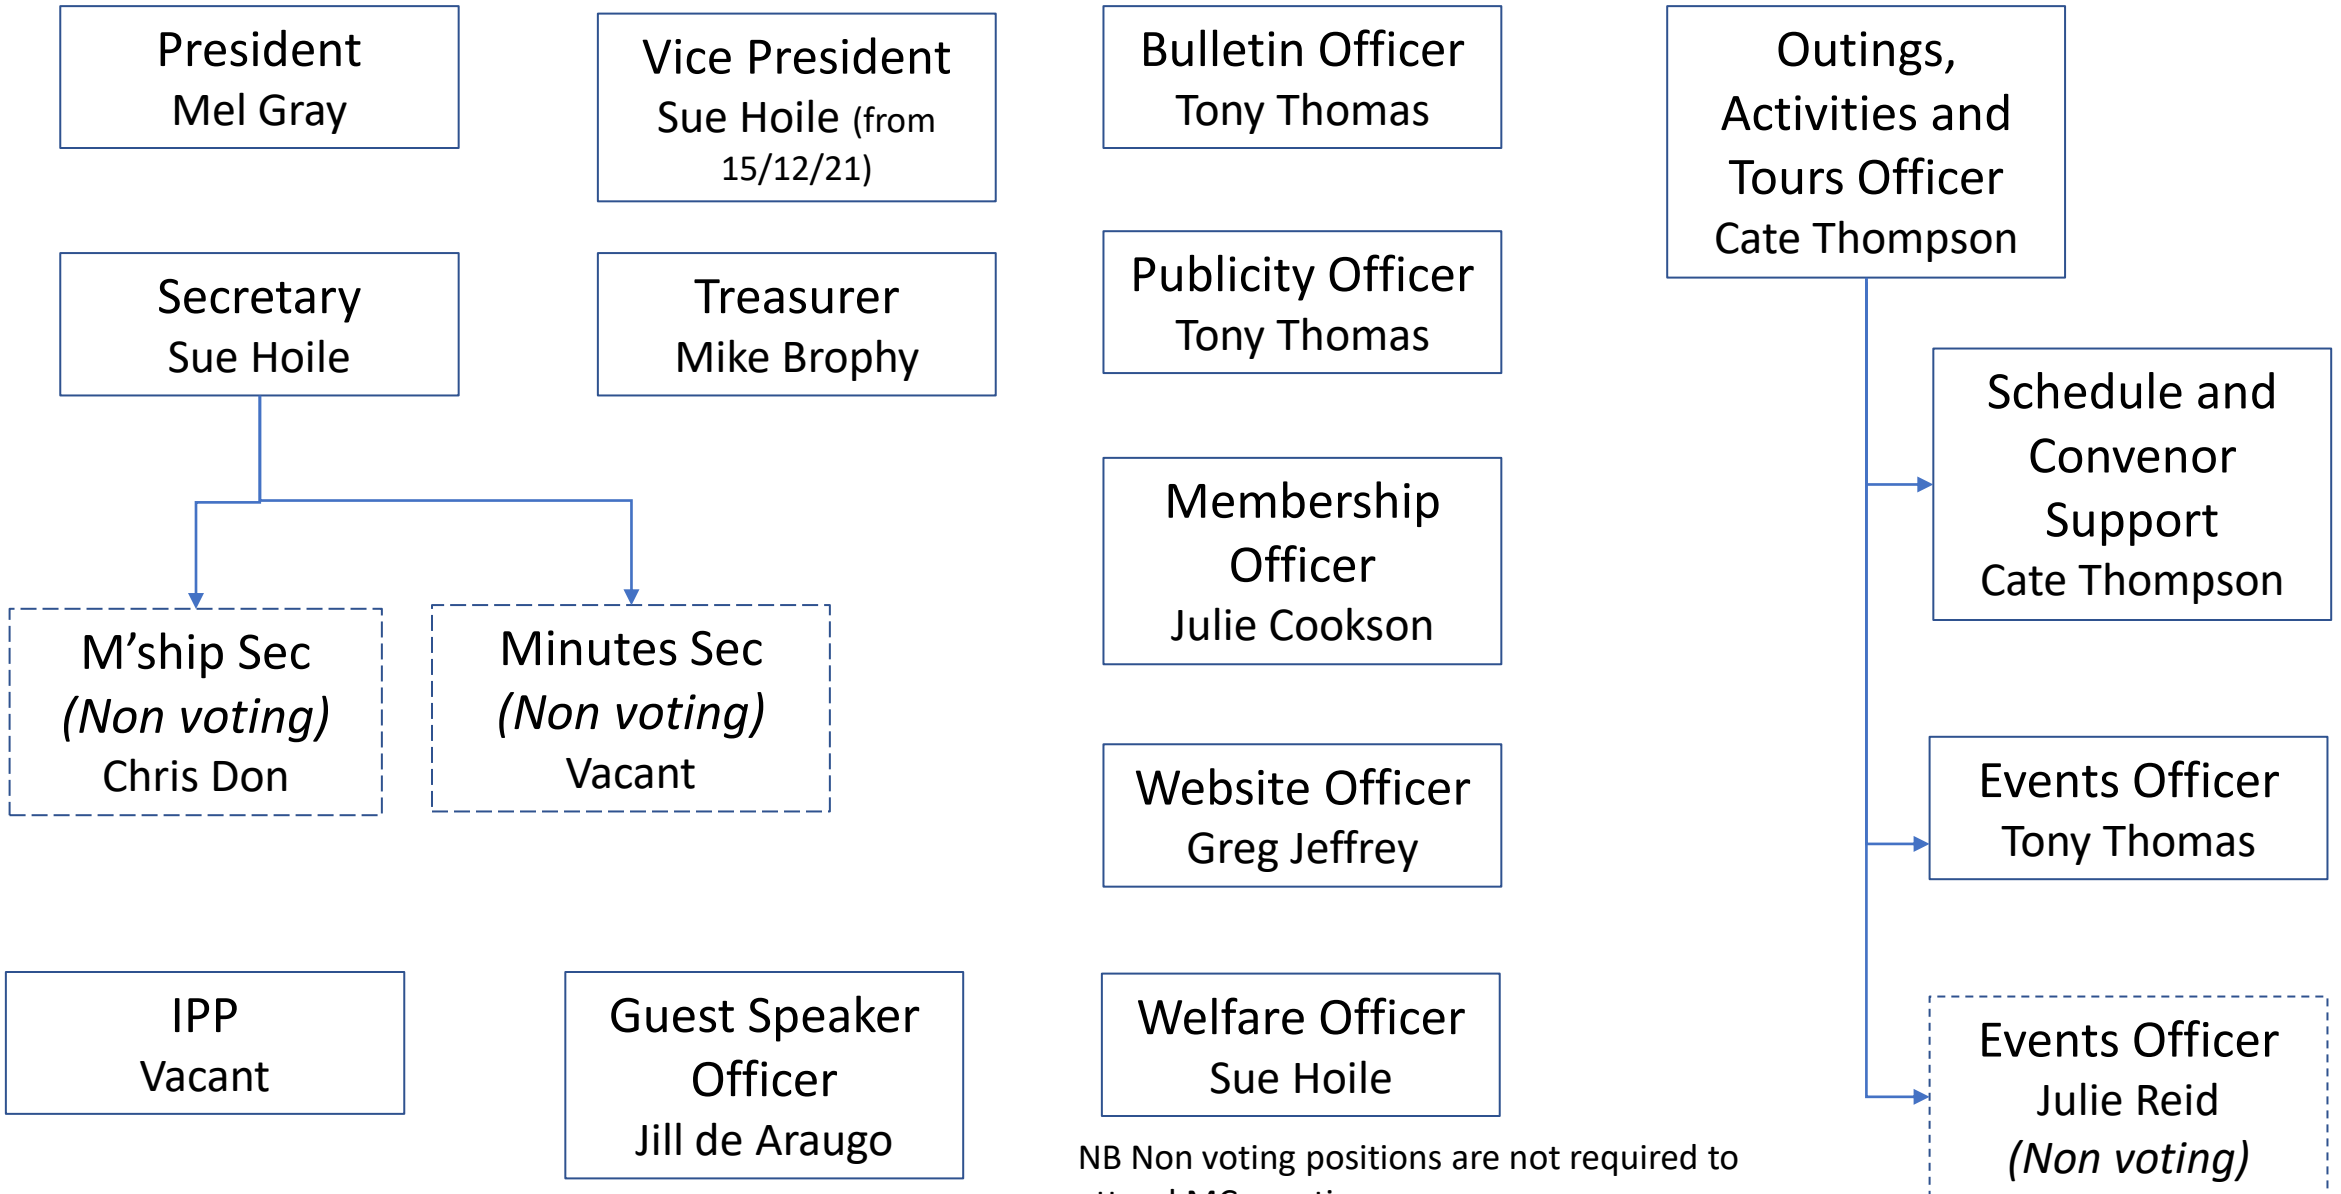 President
Mel Gray
Vice President
Sue Hoile (from
15/12/21)
Bulletin Officer
Tony Thomas
Outings,
Activities and
Tours Officer
Cate Thompson
Secretary
Sue Hoile
Treasurer
Mike Brophy
Publicity Officer
Tony Thomas
Schedule and
Convenor
Support
Cate Thompson
M’ship Sec
(Non voting)
Chris Don
Minutes Sec
(Non voting)
Vacant
Membership
Officer
Julie Cookson
Website Officer
Greg Jeffrey
Events Officer
Tony Thomas
IPP
Vacant
Guest Speaker
Officer
Jill de Araugo
Welfare Officer
Sue Hoile
Events Officer
Julie Reid
(Non voting)
NB Non voting positions are not required to